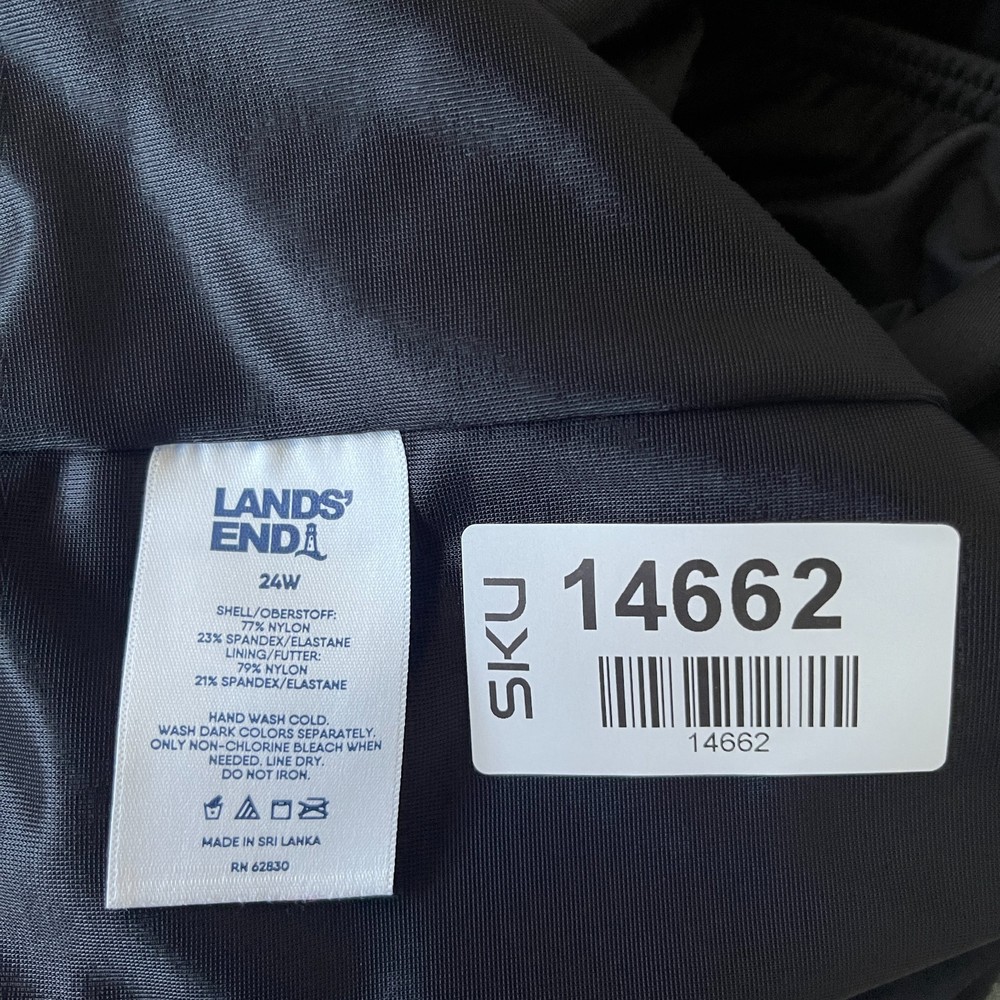 LANDS'
END
24W
SHELL/OBERSTOFF:
77% NYLON
23% SPANDEX/ELASTANE
LINING/FUTTER:
79% NYLON
21% SPANDEX/ELASTANE
HAND WASH COLD.
WASH DARK COLORS SEPARATELY.
ONLY NON-CHLORINE BLEACH WHEN
NEEDED. LINE DRY.
DO NOT IRON.
MADE IN SRI LANKA
RN 62830
SKU
14662
14662